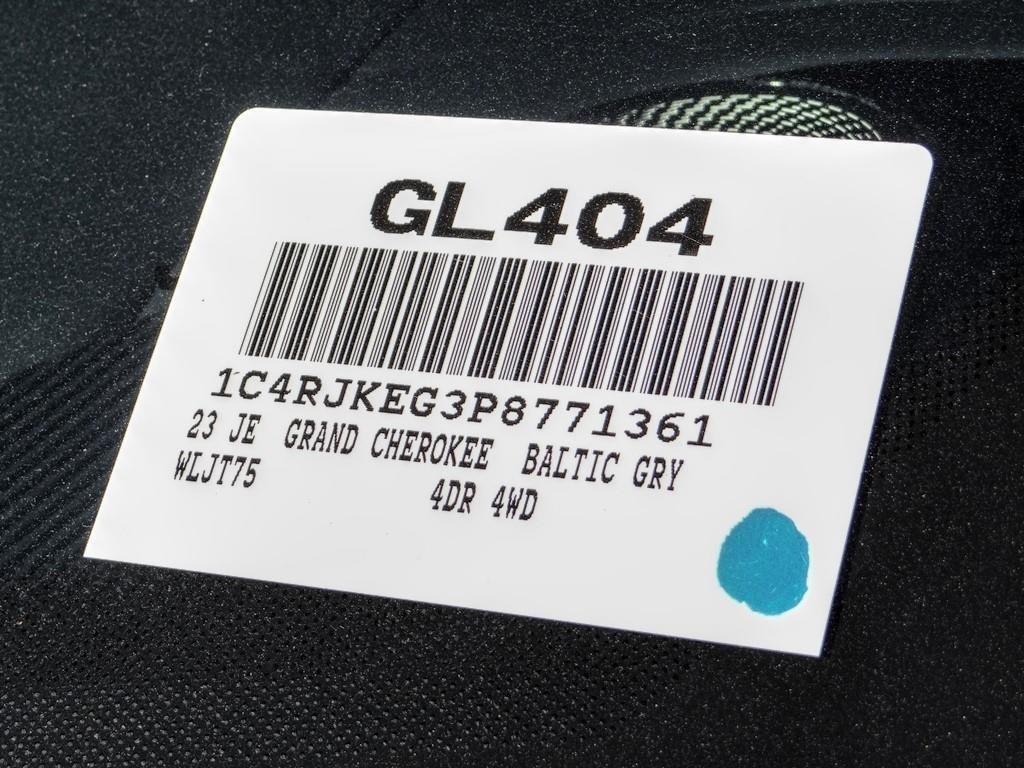 GL404
1C4RJKEG3P8771361
23 JE GRAND CHEROKEE BALTIC GRY
WLJT75 4DR 4WD